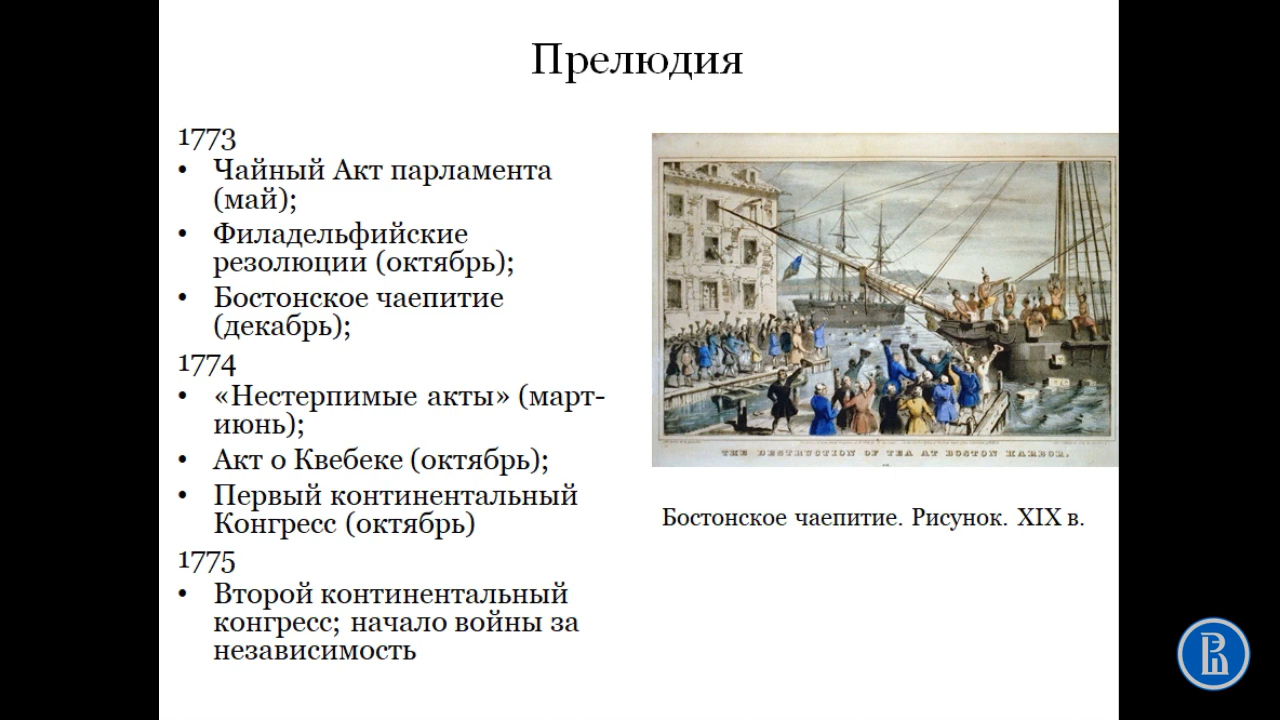 Прелюдия
1773
• Чайный Акт парламента
(май);
• Филадельфийские
резолюции (октябрь);
• Бостонское чаепитие
(декабрь);
1774
• «Нестерпимые акты» (март-
июнь);
• Акт о Квебеке (октябрь);
• Первый континентальный
Конгресс (октябрь)
1775
• Второй континентальный
конгресс; начало войны за
независимость
THE DESTRUCTION OF TEA AT BOSTON HARBOR.
Бостонское чаепитие. Рисунок. XIX в.